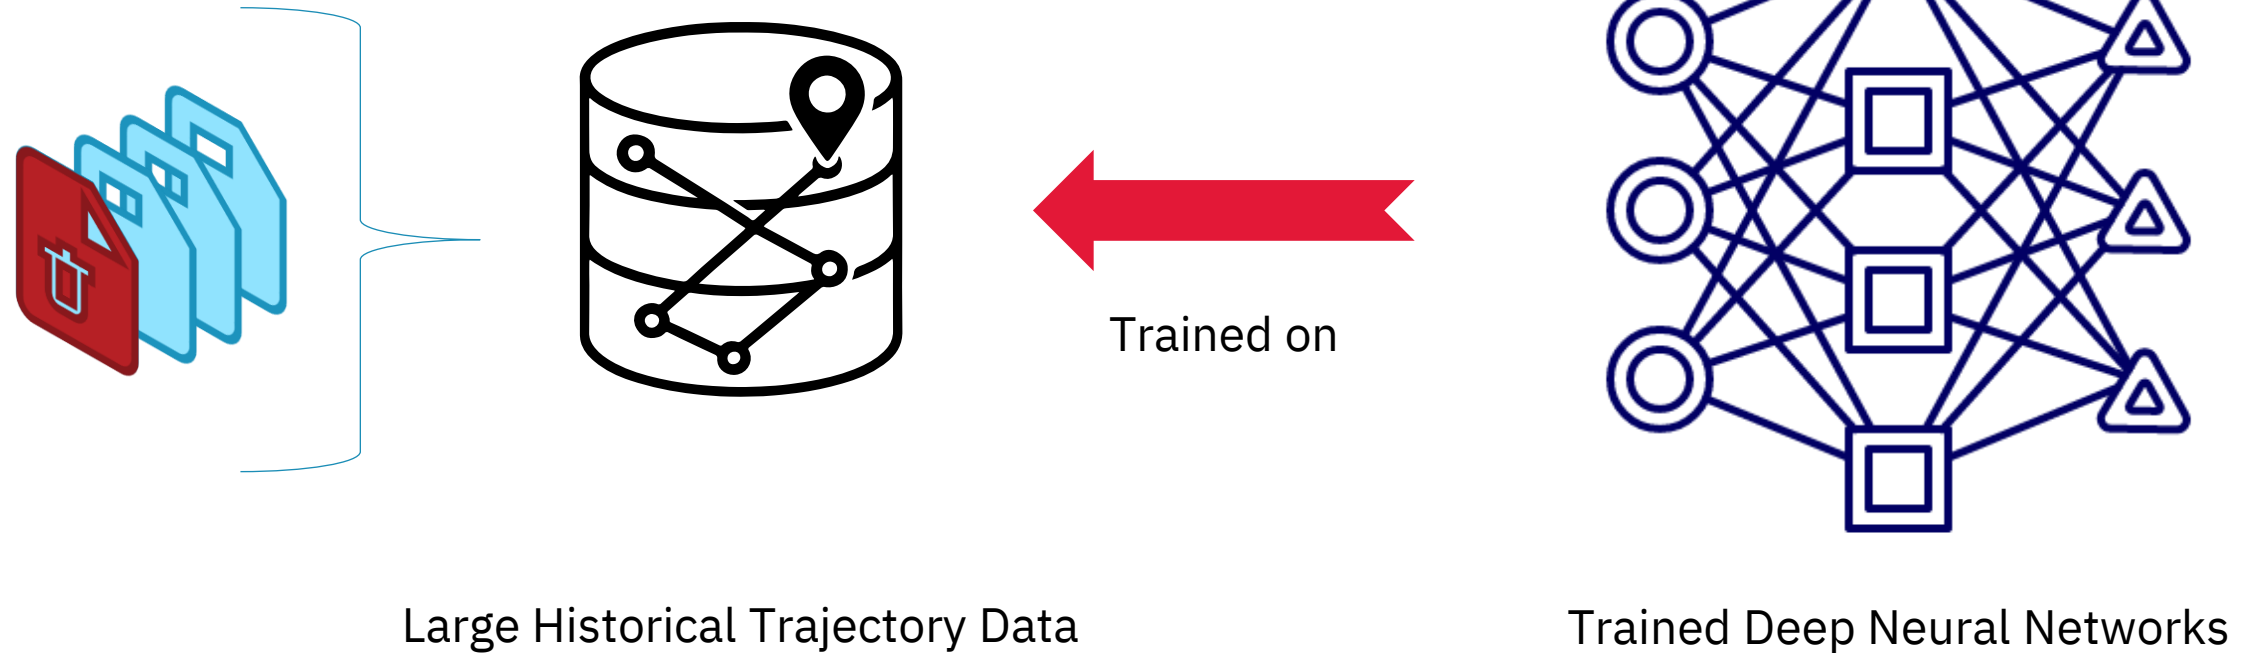 Trained on
Large Historical Trajectory Data
Trained Deep Neural Networks